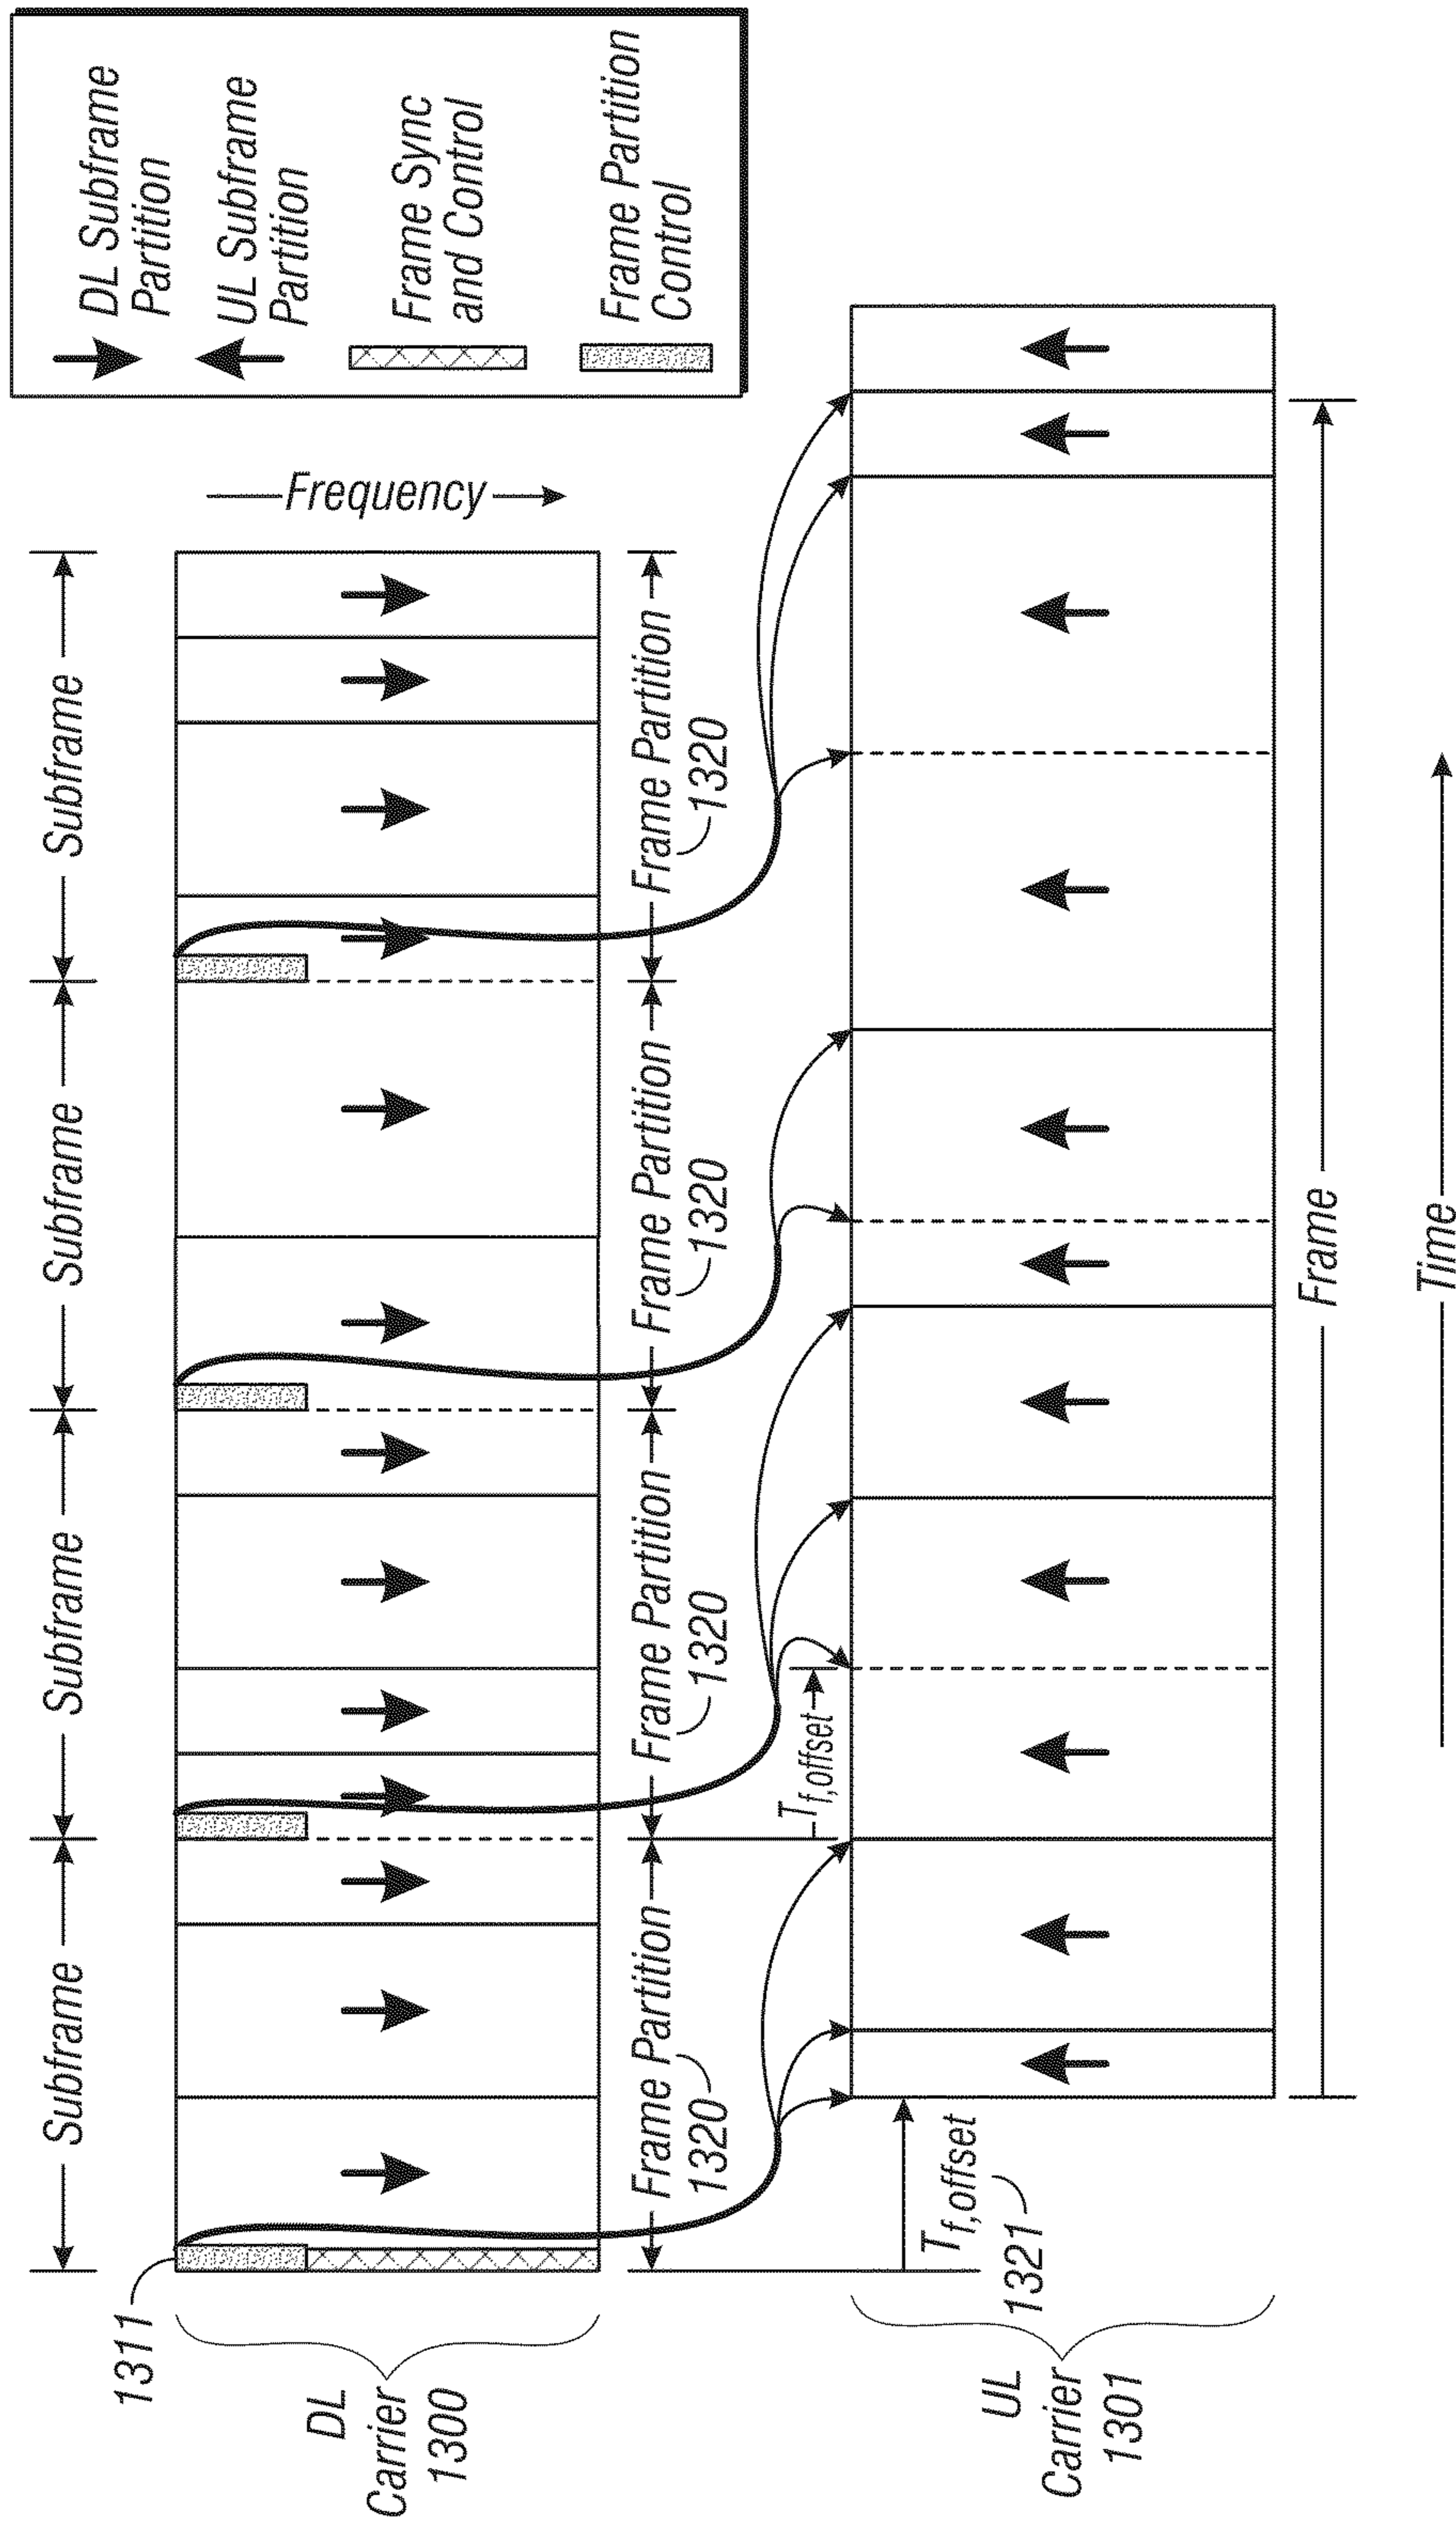 Subframe
Subframe
Subframe
Subframe
1311
DL
Carrier
1300
Frequency
Frame Partition
1320
Frame Partition
1320
Frame Partition
1320
Frame Partition
1320
Tf,offset
Tf,offset
1321
UL
Carrier
1301
Frame
Time
DL Subframe
Partition
UL Subframe
Partition
Frame Sync
and Control
Frame Partition
Control